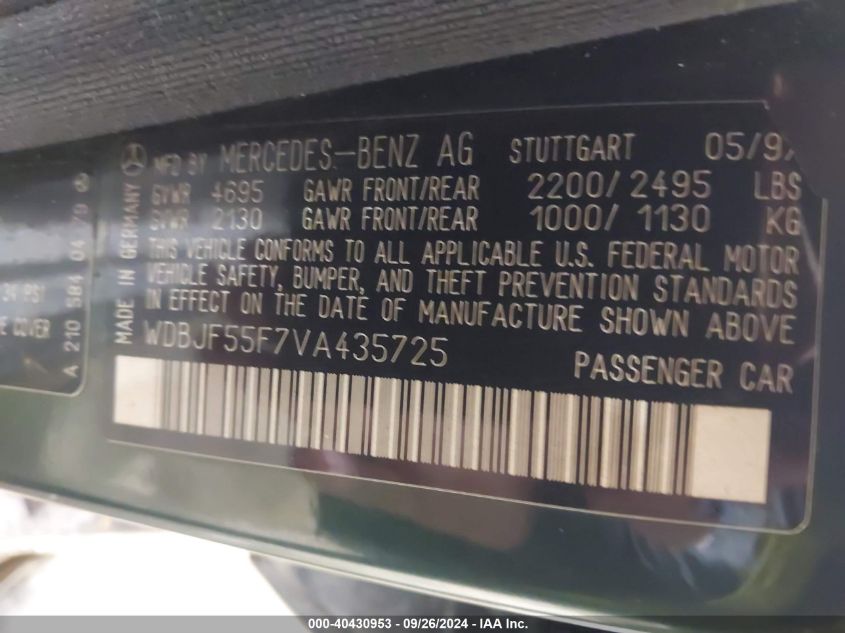 MFD BY MERCEDES-BENZ AG STUTTGART 05/97
GVWR 4695 GAWR FRONT/REAR 2200/2495 LBS
GVWR 2130 GAWR FRONT/REAR 1000/1130 KG
THIS VEHICLE CONFORMS TO ALL APPLICABLE U.S. FEDERAL MOTOR
VEHICLE SAFETY, BUMPER, AND THEFT PREVENTION STANDARDS
IN EFFECT ON THE DATE OF MANUFACTURE SHOWN ABOVE
WDBJF55F7VA435725
PASSENGER CAR
MADE IN GERMANY
PSI
COVER
A 210 584 04
000-40430953 - 09/26/2024 - IAA Inc.